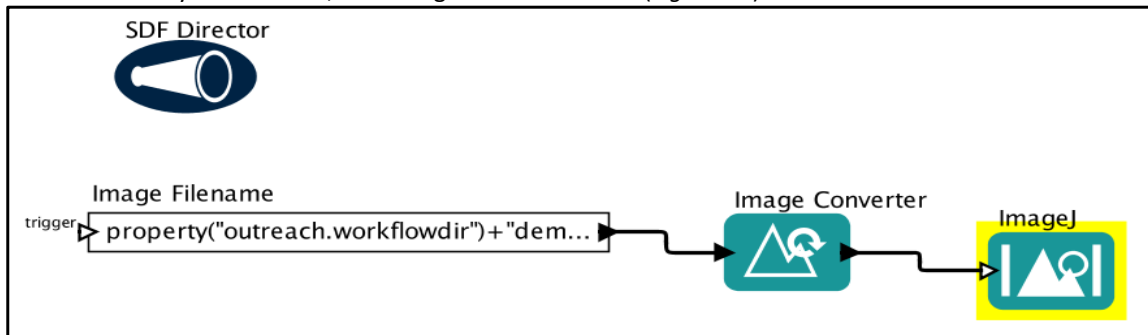 SDF Director
Image Filename
trigger
property("outreach.workflowdir")+"dem...
Image Converter
ImageJ